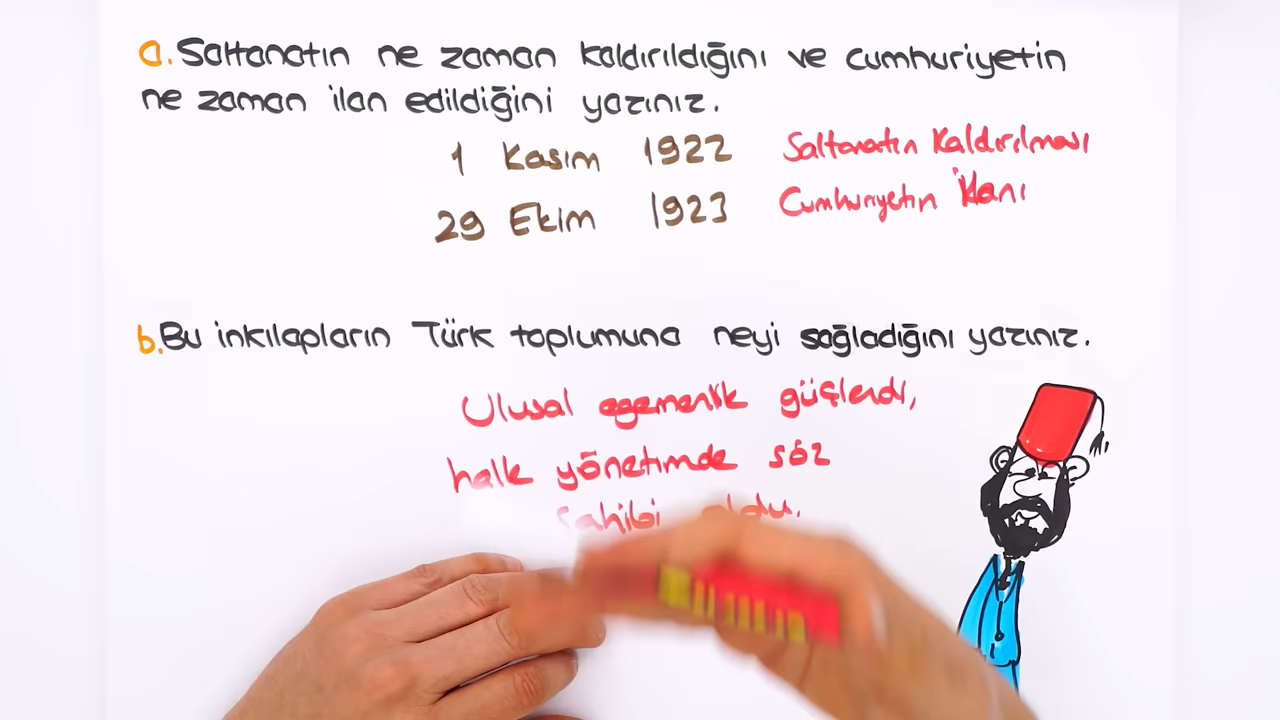 a. Saltanatın ne zaman kaldırıldığını ve cumhuriyetin
ne zaman ilan edildiğini yazınız.
1 Kasım 1922 Saltanatın Kaldırılması
29 Ekim 1923 Cumhuriyetin İlanı
b. Bu inkılapların Türk toplumuna neyi sağladığını yazınız.
Ulusal egemenlik güçlendi,
halk yönetimde söz
sahibi oldu.